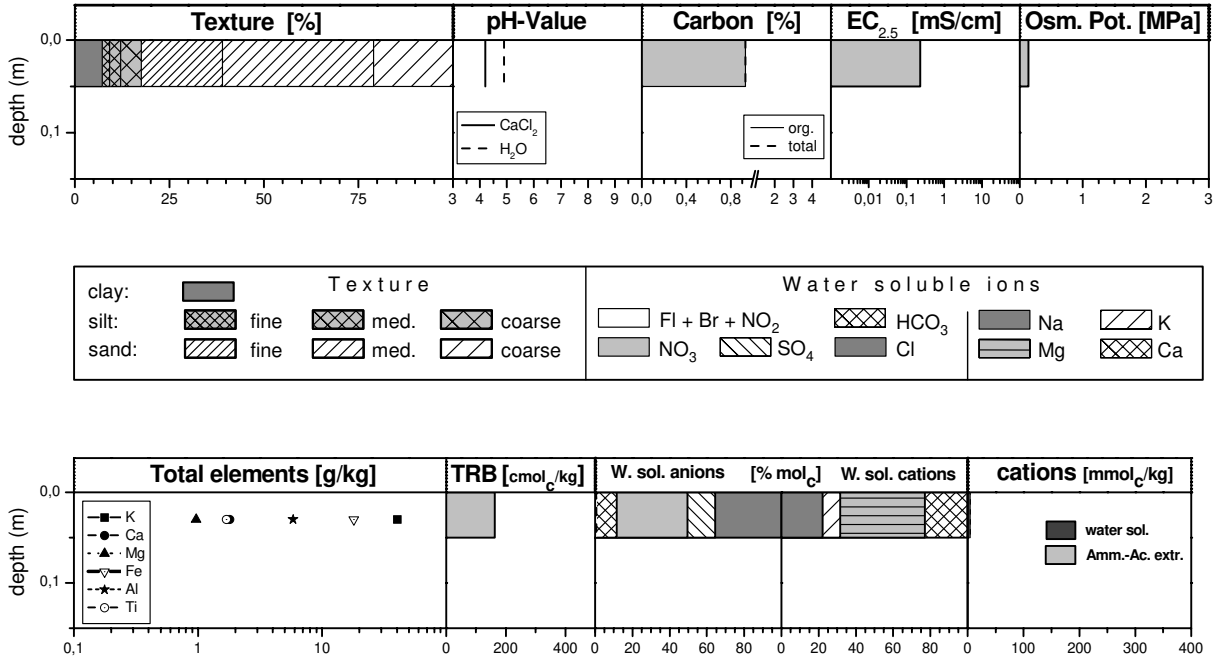 Texture [%] pH-Value Carbon [%] EC2.5 [mS/cm] Osm. Pot. [MPa]
0,0
0,1
depth (m)
CaCl2
H2O
org.
total
0 25 50 75 3 4 5 6 7 8 9 0,0 0,4 0,8 2 3 4 0,01 0,1 1 10 0 1 2 3
Texture Water soluble ions
clay:
silt: fine med. coarse
sand: fine med. coarse
Fl + Br + NO2 HCO3 Na K
NO3 SO4 Cl Mg Ca
Total elements [g/kg] TRB [cmolc/kg] W. sol. anions [% molc] W. sol. cations cations [mmolc/kg]
0,0
0,1
depth (m)
K
Ca
Mg
Fe
Al
Ti
water sol.
Amm.-Ac. extr.
0,1 1 10 0 200 400 0 20 40 60 80 0 20 40 60 80 0 100 200 300 400